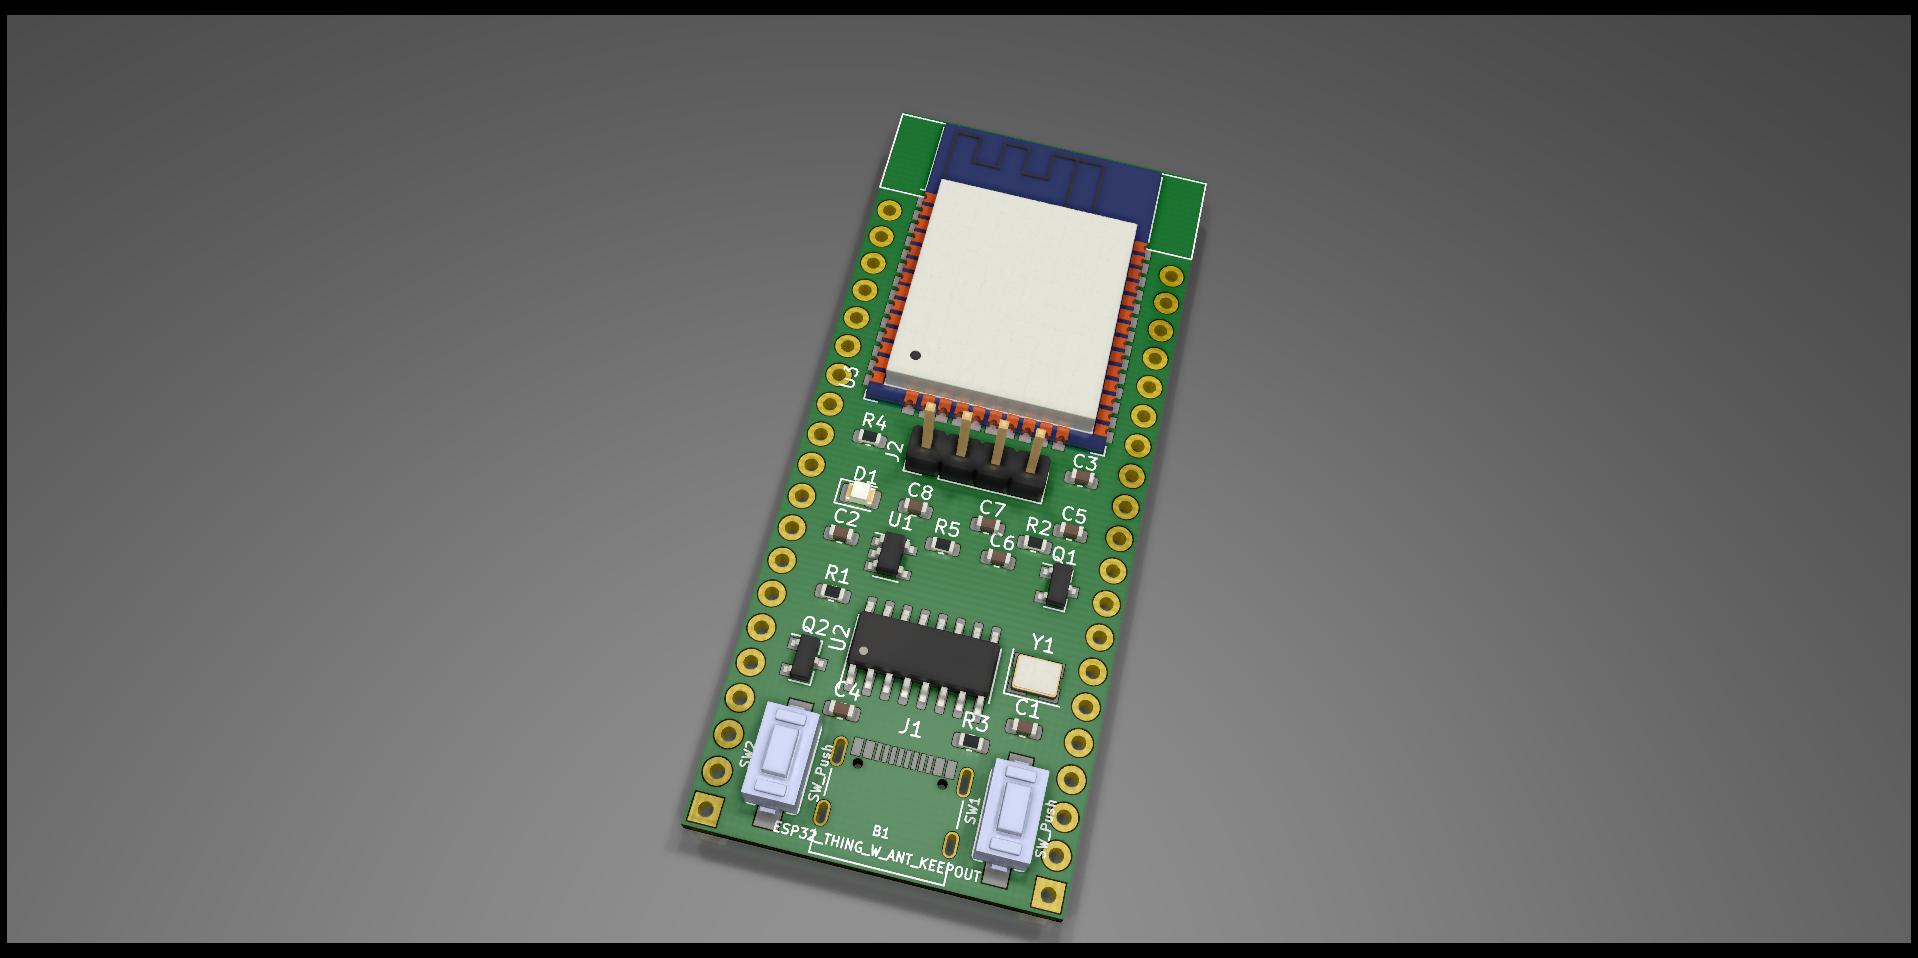 U3
R4
J2
C3
D1
C8
C7
C5
C2
U1
R5
R2
C6
Q1
R1
Q2
U2
Y1
C4
C1
J1
R3
SW2
SW_Push
SW1
SW_Push
B1
ESP32_THING_W_ANT_KEEPOUT